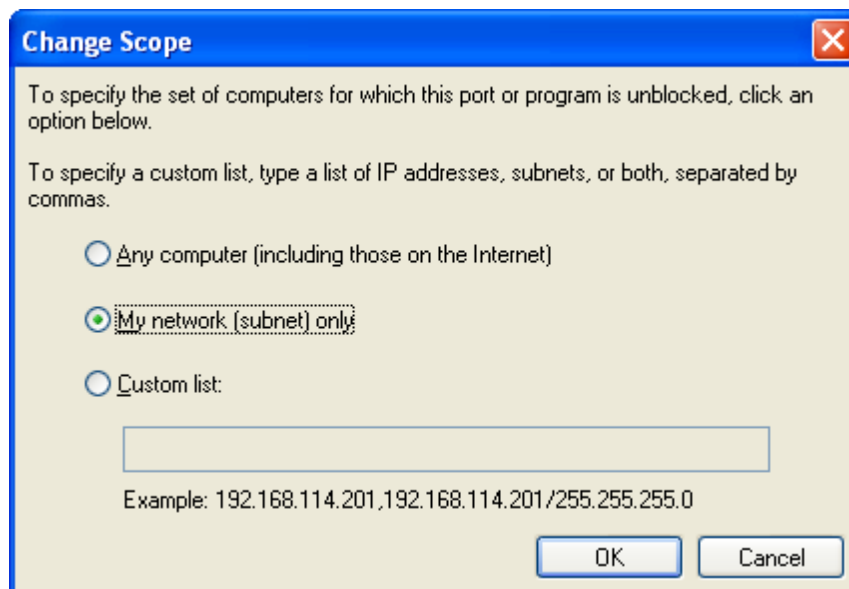 Change Scope
To specify the set of computers for which this port or program is unblocked, click an
option below.
To specify a custom list, type a list of IP addresses, subnets, or both, separated by
commas.
Any computer (including those on the Internet)
My network (subnet) only
Custom list:
Example: 192.168.114.201,192.168.114.201/255.255.255.0
OK Cancel